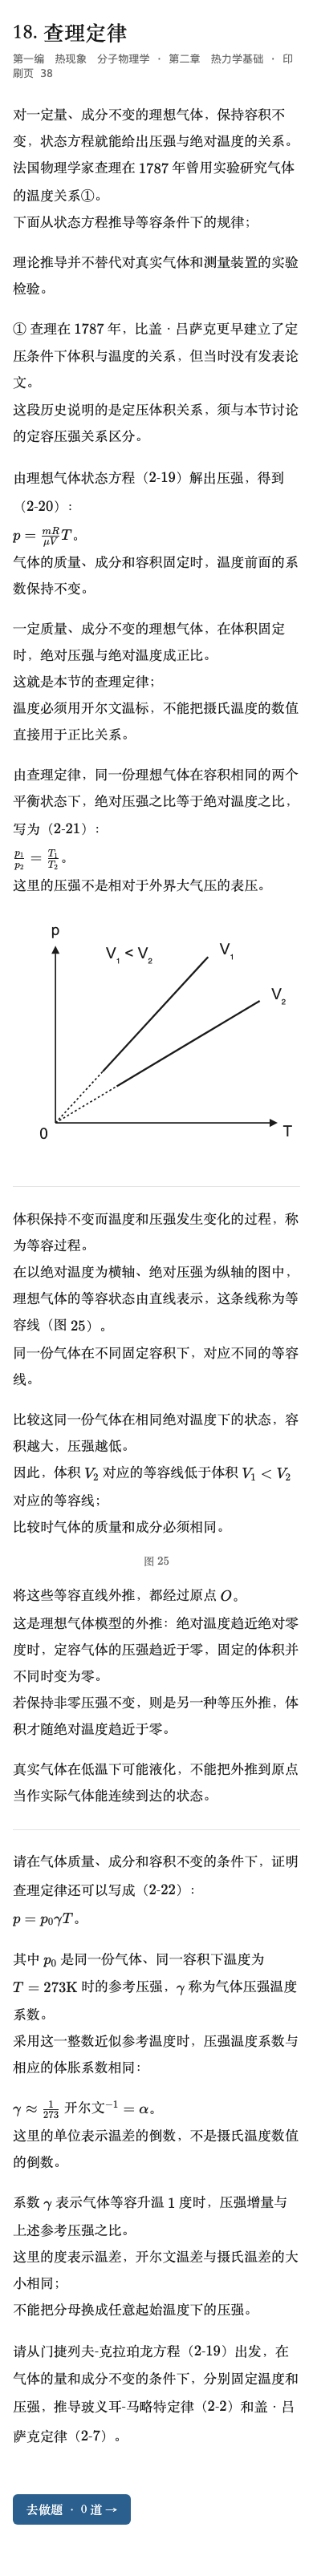 18. 查理定律
第一编　热现象　分子物理学 · 第二章　热力学基础 · 印
刷页 38
对一定量、成分不变的理想气体，保持容积不
变，状态方程就能给出压强与绝对温度的关系。
法国物理学家查理在 1787 年曾用实验研究气体
的温度关系①。
下面从状态方程推导等容条件下的规律；
理论推导并不替代对真实气体和测量装置的实验
检验。
① 查理在 1787 年，比盖·吕萨克更早建立了定
压条件下体积与温度的关系，但当时没有发表论
文。
这段历史说明的是定压体积关系，须与本节讨论
的定容压强关系区分。
由理想气体状态方程（2-19）解出压强，得到
（2-20）：
p = \frac{mR}{μV} T。
气体的质量、成分和容积固定时，温度前面的系
数保持不变。
一定质量、成分不变的理想气体，在体积固定
时，绝对压强与绝对温度成正比。
这就是本节的查理定律；
温度必须用开尔文温标，不能把摄氏温度的数值
直接用于正比关系。
由查理定律，同一份理想气体在容积相同的两个
平衡状态下，绝对压强之比等于绝对温度之比，
写为（2-21）：
\frac{p₁}{p₂} = \frac{T₁}{T₂}。
这里的压强不是相对于外界大气压的表压。
p
V₁ < V₂
V₁
V₂
0
T
体积保持不变而温度和压强发生变化的过程，称
为等容过程。
在以绝对温度为横轴、绝对压强为纵轴的图中，
理想气体的等容状态由直线表示，这条线称为等
容线（图 25）。
同一份气体在不同固定容积下，对应不同的等容
线。
比较这同一份气体在相同绝对温度下的状态，容
积越大，压强越低。
因此，体积 V₂ 对应的等容线低于体积 V₁ < V₂
对应的等容线；
比较时气体的质量和成分必须相同。
图 25
将这些等容直线外推，都经过原点 O。
这是理想气体模型的外推：绝对温度趋近绝对零
度时，定容气体的压强趋近于零，固定的体积并
不同时变为零。
若保持非零压强不变，则是另一种等压外推，体
积才随绝对温度趋近于零。
真实气体在低温下可能液化，不能把外推到原点
当作实际气体能连续到达的状态。
请在气体质量、成分和容积不变的条件下，证明
查理定律还可以写成（2-22）：
p = p₀γT。
其中 p₀ 是同一份气体、同一容积下温度为
T = 273K 时的参考压强，γ 称为气体压强温度
系数。
采用这一整数近似参考温度时，压强温度系数与
相应的体胀系数相同：
γ ≈ \frac{1}{273} 开尔文⁻¹ = α。
这里的单位表示温差的倒数，不是摄氏温度数值
的倒数。
系数 γ 表示气体等容升温 1 度时，压强增量与
上述参考压强之比。
这里的度表示温差，开尔文温差与摄氏温差的大
小相同；
不能把分母换成任意起始温度下的压强。
请从门捷列夫-克拉珀龙方程（2-19）出发，在
气体的量和成分不变的条件下，分别固定温度和
压强，推导玻义耳-马略特定律（2-2）和盖·吕
萨克定律（2-7）。
去做题 · 0 道 →